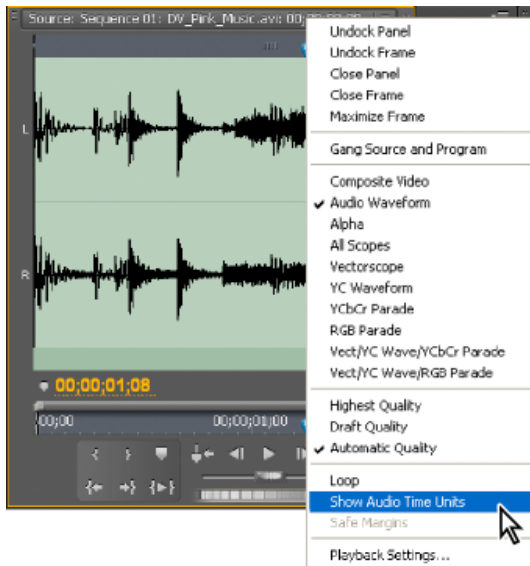 Source: Sequence 01: DV_Pink_Music.avi: 00;
Undock Panel
Undock Frame
Close Panel
Close Frame
Maximize Frame
Gang Source and Program
Composite Video
Audio Waveform
Alpha
All Scopes
Vectorscope
YC Waveform
YCbCr Parade
RGB Parade
Vect/YC Wave/YCbCr Parade
Vect/YC Wave/RGB Parade
Highest Quality
Draft Quality
Automatic Quality
Loop
Show Audio Time Units
Safe Margins
Playback Settings...
L
R
00;00;01;08
;00;00
00;00;01;00